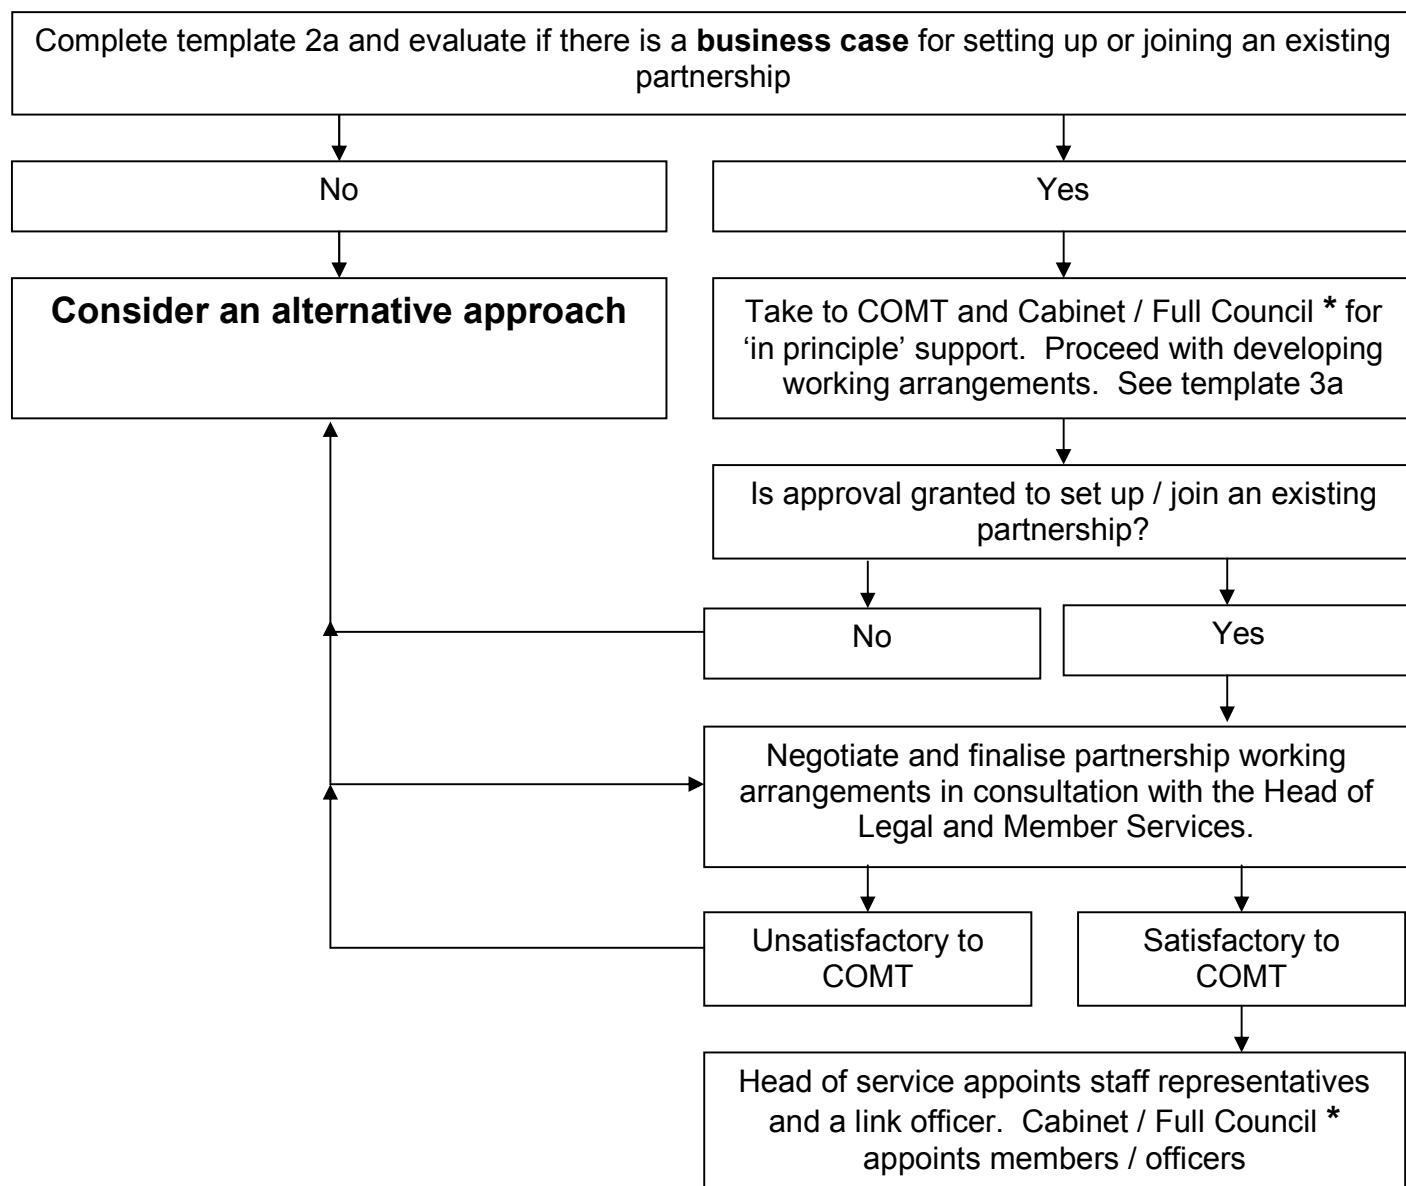 Complete template 2a and evaluate if there is a business case for setting up or joining an existing
partnership
No
Yes
Consider an alternative approach
Take to COMT and Cabinet / Full Council * for
‘in principle’ support.  Proceed with developing
working arrangements.  See template 3a
Is approval granted to set up / join an existing
partnership?
No
Yes
Negotiate and finalise partnership working
arrangements in consultation with the Head of
Legal and Member Services.
Unsatisfactory to
COMT
Satisfactory to
COMT
Head of service appoints staff representatives
and a link officer.  Cabinet / Full Council *
appoints members / officers